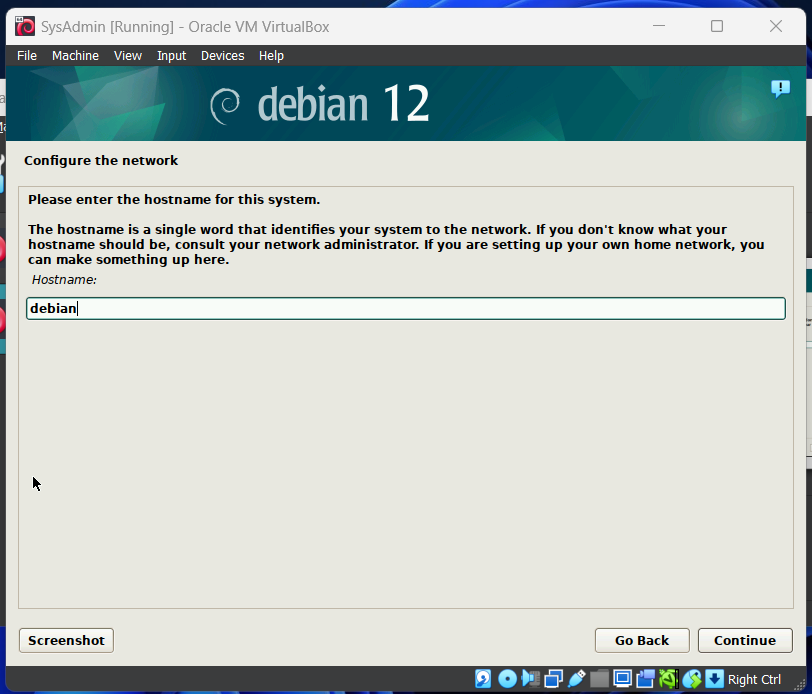 SysAdmin [Running] - Oracle VM VirtualBox
File Machine View Input Devices Help
debian 12
Configure the network
Please enter the hostname for this system.
The hostname is a single word that identifies your system to the network. If you don't know what your
hostname should be, consult your network administrator. If you are setting up your own home network, you
can make something up here.
Hostname:
debian
Screenshot Go Back Continue
Right Ctrl